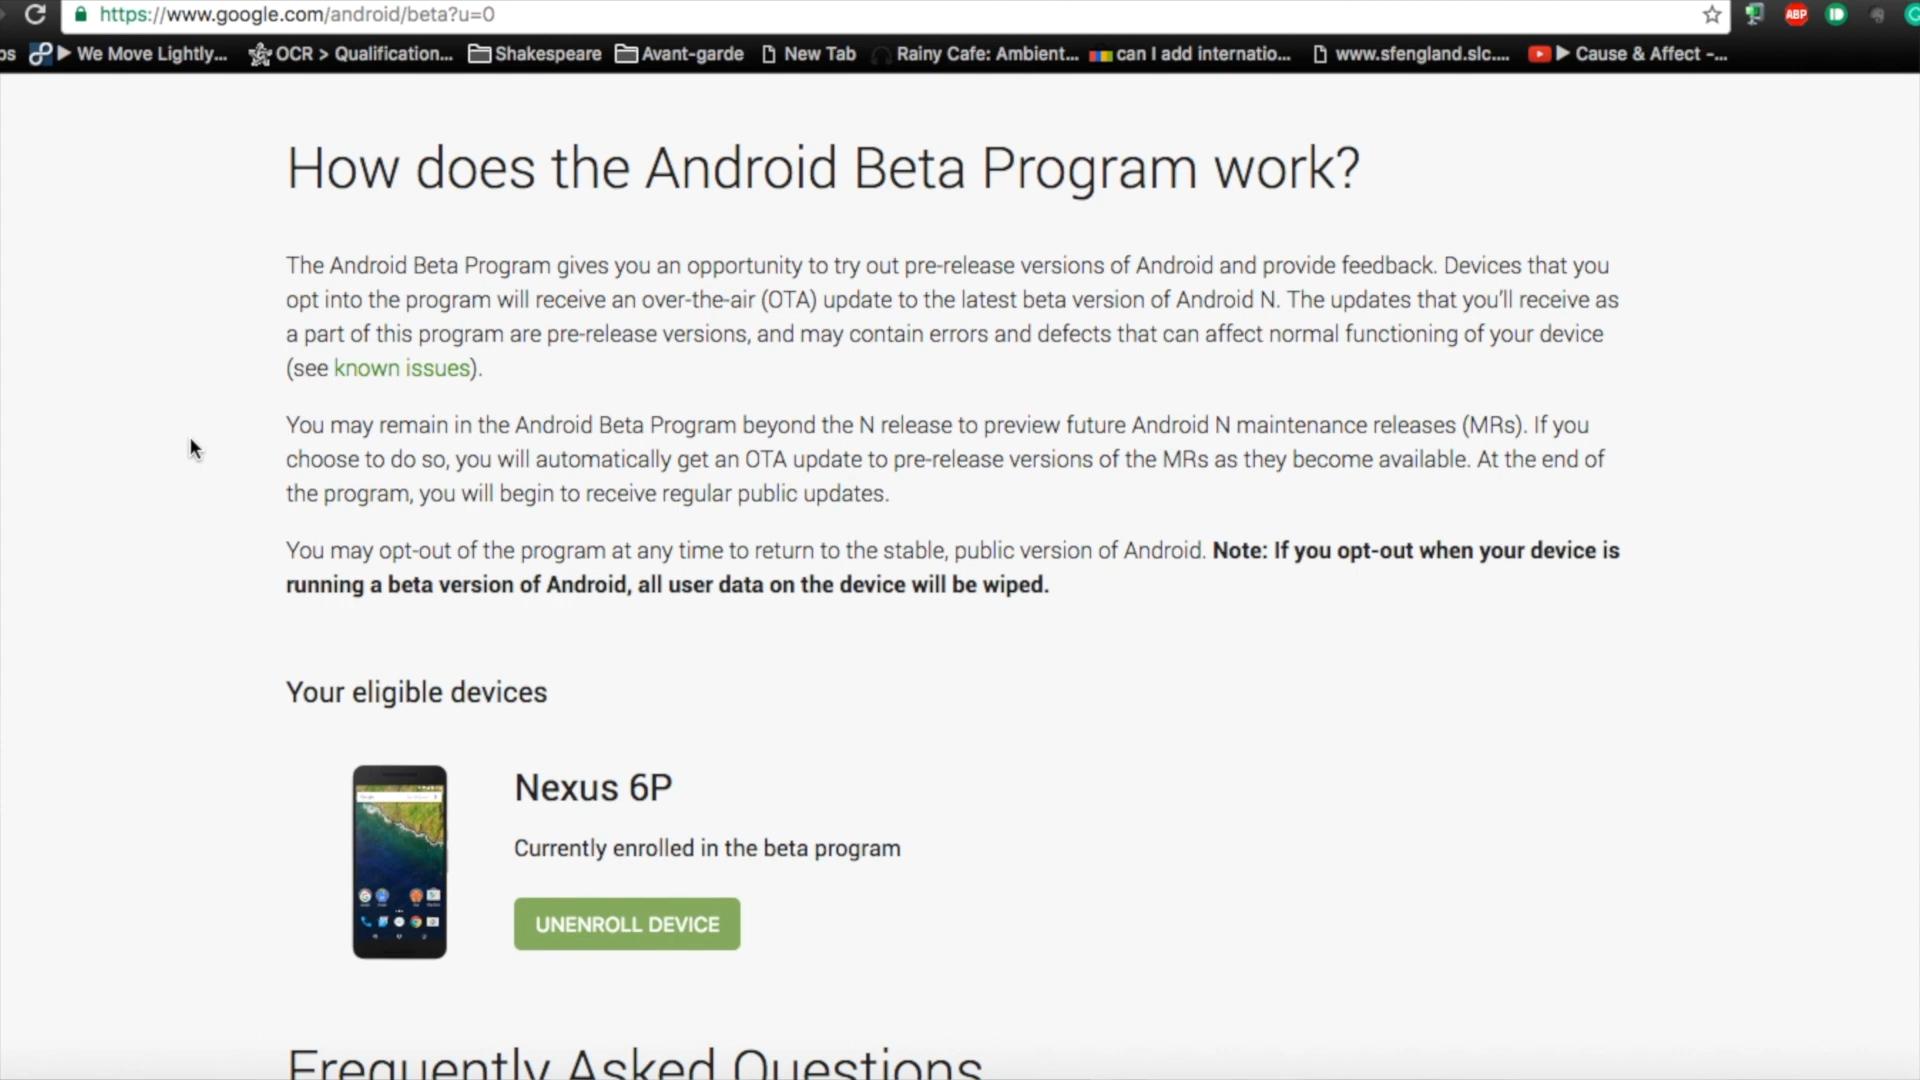 https://www.google.com/android/beta?u=0
ABP
We Move Lightly... OCR > Qualification... Shakespeare Avant-garde New Tab Rainy Cafe: Ambient... can I add internatio... www.sfengland.slc.... Cause & Affect -...
How does the Android Beta Program work?
The Android Beta Program gives you an opportunity to try out pre-release versions of Android and provide feedback. Devices that you
opt into the program will receive an over-the-air (OTA) update to the latest beta version of Android N. The updates that you'll receive as
a part of this program are pre-release versions, and may contain errors and defects that can affect normal functioning of your device
(see known issues).
You may remain in the Android Beta Program beyond the N release to preview future Android N maintenance releases (MRs). If you
choose to do so, you will automatically get an OTA update to pre-release versions of the MRs as they become available. At the end of
the program, you will begin to receive regular public updates.
You may opt-out of the program at any time to return to the stable, public version of Android. Note: If you opt-out when your device is
running a beta version of Android, all user data on the device will be wiped.
Your eligible devices
Nexus 6P
Currently enrolled in the beta program
UNENROLL DEVICE
Frequently Asked Questions